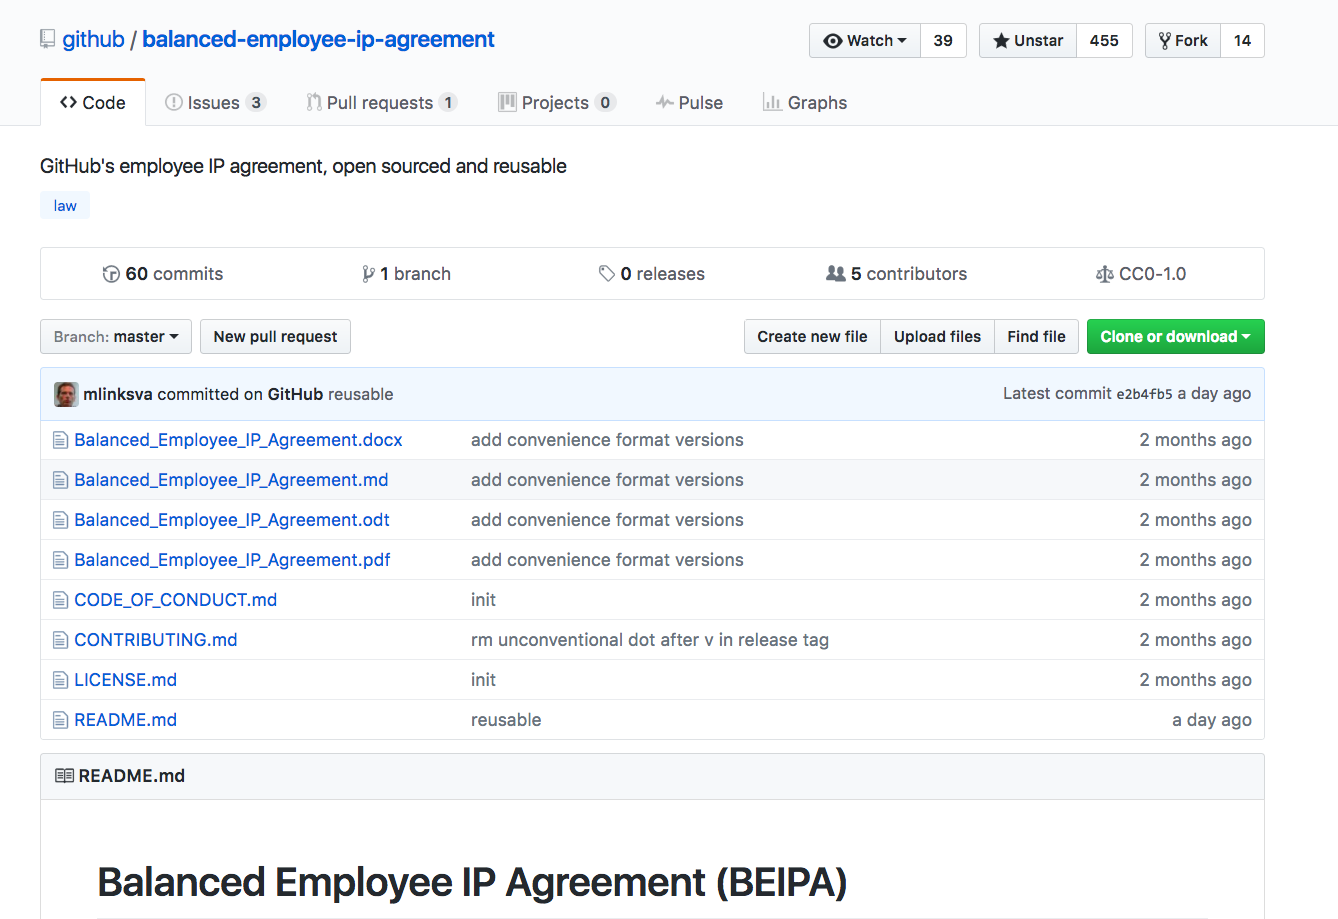 github / balanced-employee-ip-agreement
Watch 39 Unstar 455 Fork 14
Code Issues 3 Pull requests 1 Projects 0 Pulse Graphs
GitHub's employee IP agreement, open sourced and reusable
law
60 commits 1 branch 0 releases 5 contributors CC0-1.0
Branch: master New pull request Create new file Upload files Find file Clone or download
mlinksva committed on GitHub reusable Latest commit e2b4fb5 a day ago
Balanced_Employee_IP_Agreement.docx add convenience format versions 2 months ago
Balanced_Employee_IP_Agreement.md add convenience format versions 2 months ago
Balanced_Employee_IP_Agreement.odt add convenience format versions 2 months ago
Balanced_Employee_IP_Agreement.pdf add convenience format versions 2 months ago
CODE_OF_CONDUCT.md init 2 months ago
CONTRIBUTING.md rm unconventional dot after v in release tag 2 months ago
LICENSE.md init 2 months ago
README.md reusable a day ago
README.md
Balanced Employee IP Agreement (BEIPA)